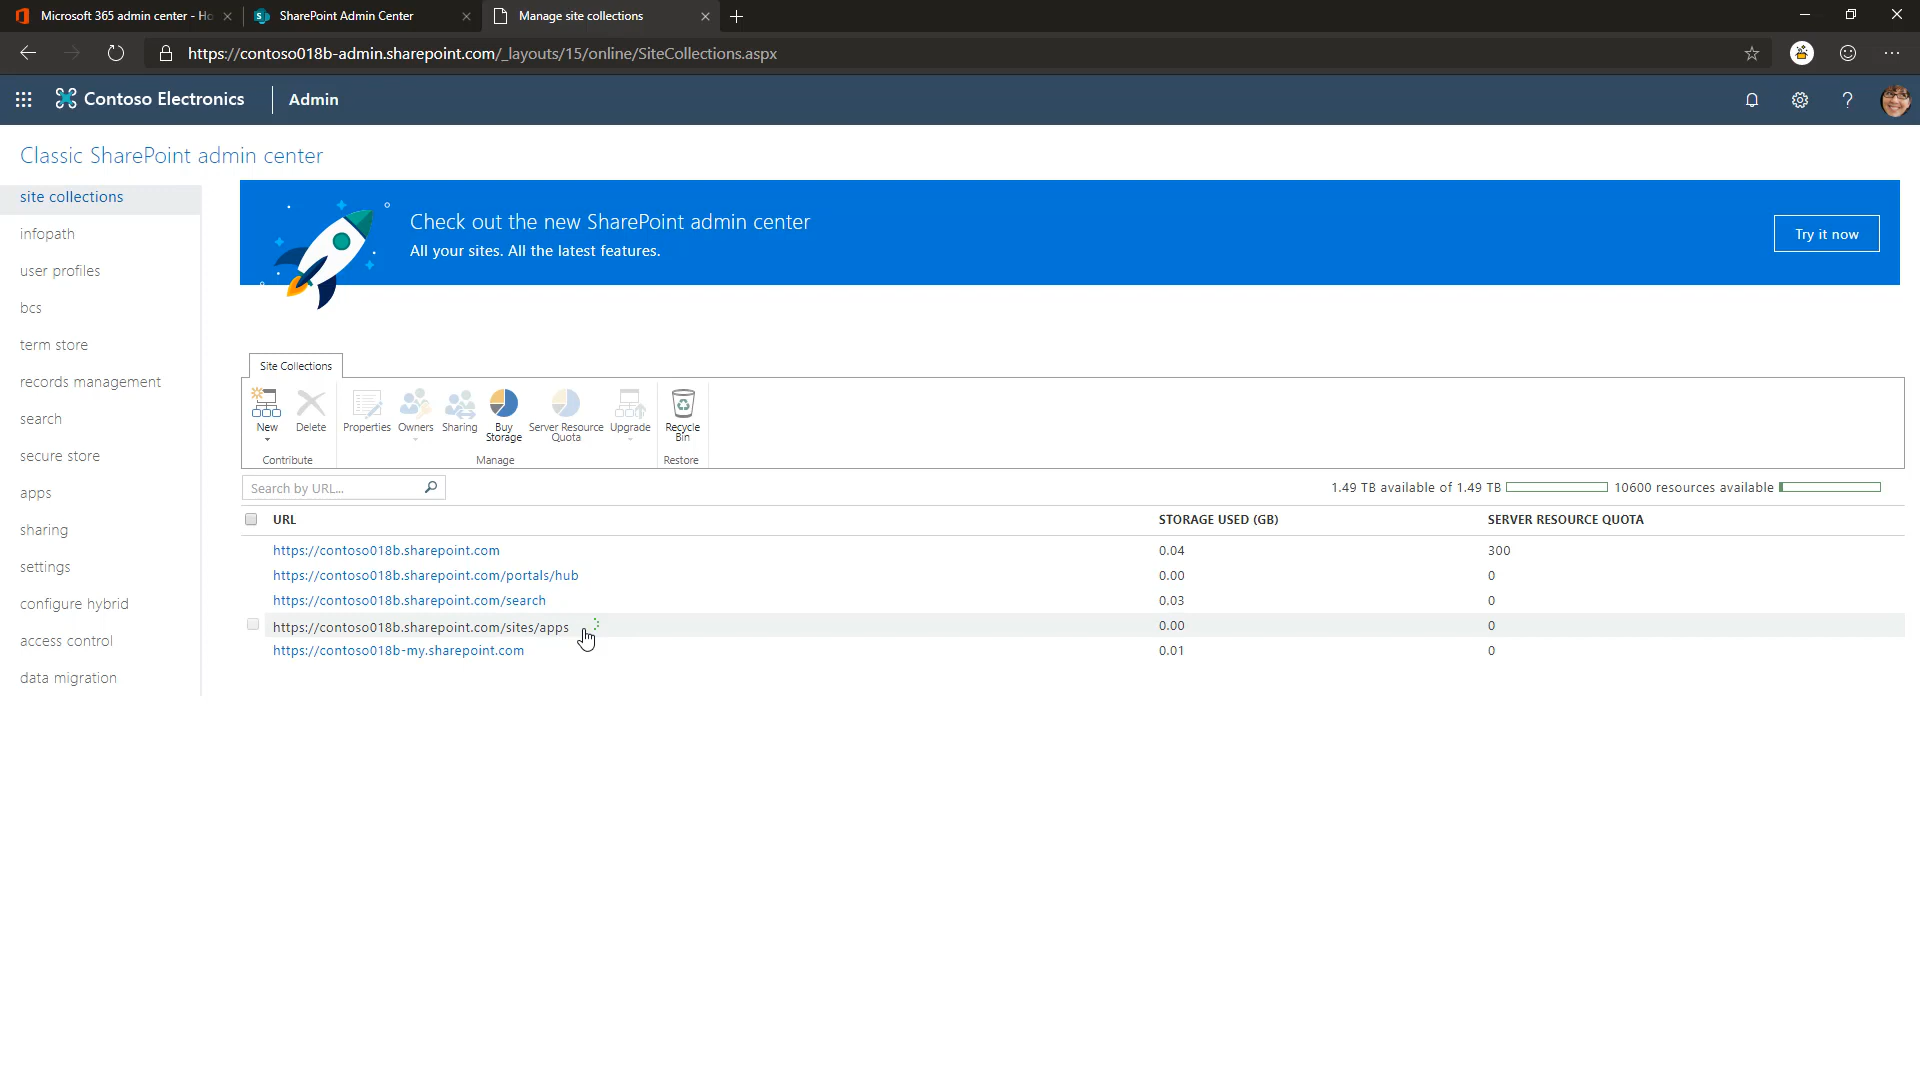 Microsoft 365 admin center - Ho
SharePoint Admin Center
Manage site collections
https://contoso018b-admin.sharepoint.com/_layouts/15/online/SiteCollections.aspx
Contoso Electronics
Admin
Classic SharePoint admin center
site collections
infopath
user profiles
bcs
term store
records management
search
secure store
apps
sharing
settings
configure hybrid
access control
data migration
Check out the new SharePoint admin center
All your sites. All the latest features.
Try it now
Site Collections
New
Delete
Properties
Owners
Sharing
Buy
Storage
Server Resource
Quota
Upgrade
Recycle
Bin
Contribute
Manage
Restore
Search by URL...
1.49 TB available of 1.49 TB
10600 resources available
URL STORAGE USED (GB) SERVER RESOURCE QUOTA
https://contoso018b.sharepoint.com 0.04 300
https://contoso018b.sharepoint.com/portals/hub 0.00 0
https://contoso018b.sharepoint.com/search 0.03 0
https://contoso018b.sharepoint.com/sites/apps 0.00 0
https://contoso018b-my.sharepoint.com 0.01 0